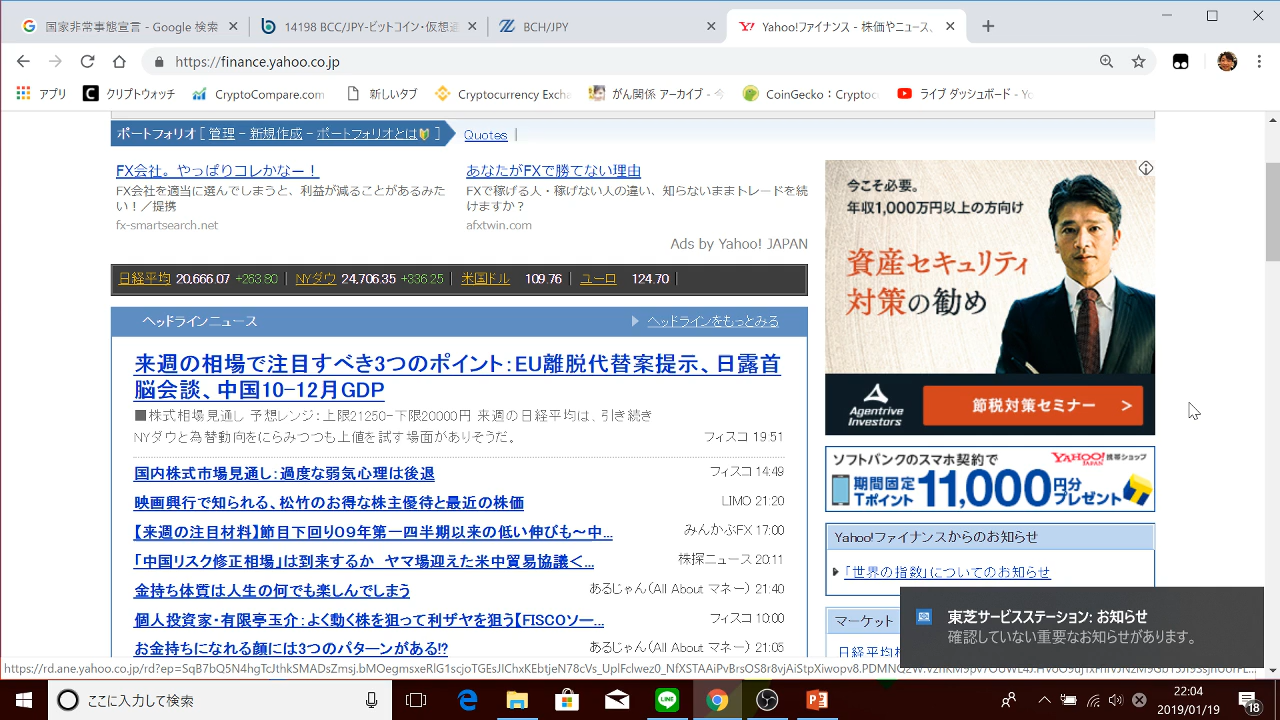 国家非常事態宣言 - Google 検索
14198 BCC/JPY-ビットコイン・仮想通
BCH/JPY
Yahoo!ファイナンス - 株価やニュース、
https://finance.yahoo.co.jp
アプリ
クリプトウォッチ
CryptoCompare.com
新しいタブ
Cryptocurrency Excha
がん関係 アーカイブ - 今
CoinGecko：Cryptoc
ライブ ダッシュボード - Yo
ポートフォリオ [ 管理 - 新規作成 - ポートフォリオとは ]
Quotes
FX会社。やっぱりコレかなー！
FX会社を適当に選んでしまうと、利益が減ることがあるみた
い！／提携
fx-smartsearch.net
あなたがFXで勝てない理由
FXで稼げる人・稼げない人の違い、知らないままトレードを続
けますか？
afxtwin.com
Ads by Yahoo! JAPAN
日経平均 20,666.07 +263.80 NYダウ 24,706.35 +336.25 米国ドル 109.76 ユーロ 124.70
ヘッドラインニュース
ヘッドラインをもっとみる
来週の相場で注目すべき3つのポイント：EU離脱代替案提示、日露首
脳会談、中国10-12月GDP
■株式相場見通し 予想レンジ：上限21250-下限20000円 来週の日経平均は、引き続き
NYダウと為替動向をにらみつつも上値を試す場面がありそうだ。
フィスコ 19:51
国内株式市場見通し：過度な弱気心理は後退
フィスコ 14:49
映画興行で知られる、松竹のお得な株主優待と最近の株価
LIMO 21:20
【来週の注目材料】節目下回り09年第一四半期以来の低い伸びも～中...
みんかぶFX 17:00
「中国リスク修正相場」は到来するか ヤマ場迎えた米中貿易協議＜...
株探ニュース 20:11
金持ち体質は人生の何でも楽しんでしまう
あるじゃん（All About マネー） 21:40
個人投資家・有限亭玉介：よく動く株を狙って利ザヤを狙う【FISCOソー...
フィスコ 10:00
お金持ちになれる顔には3つのパターンがある!?
あるじゃん（All About マネー） 21:06
今こそ必要。
年収1,000万円以上の方向け
資産セキュリティ
対策の勧め
Agentrive
Investors
節税対策セミナー ＞
ソフトバンクのスマホ契約で
YAHOO! JAPAN 携帯ショップ
期間固定
Tポイント 11,000円分
プレゼント
Yahoo!ファイナンスからのお知らせ
「世界の指数」についてのお知らせ
マーケット
日経平均株
東芝サービスステーション: お知らせ
確認していない重要なお知らせがあります。
ここに入力して検索
LINE
22:04
2019/01/19
18